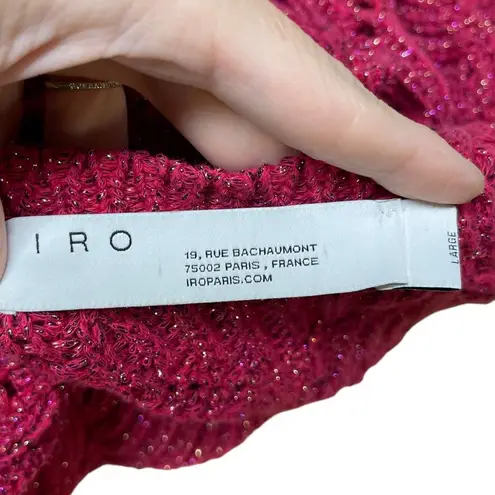 IRO
19, RUE BACHAUMONT
75002 PARIS , FRANCE
IROPARIS.COM
LARGE